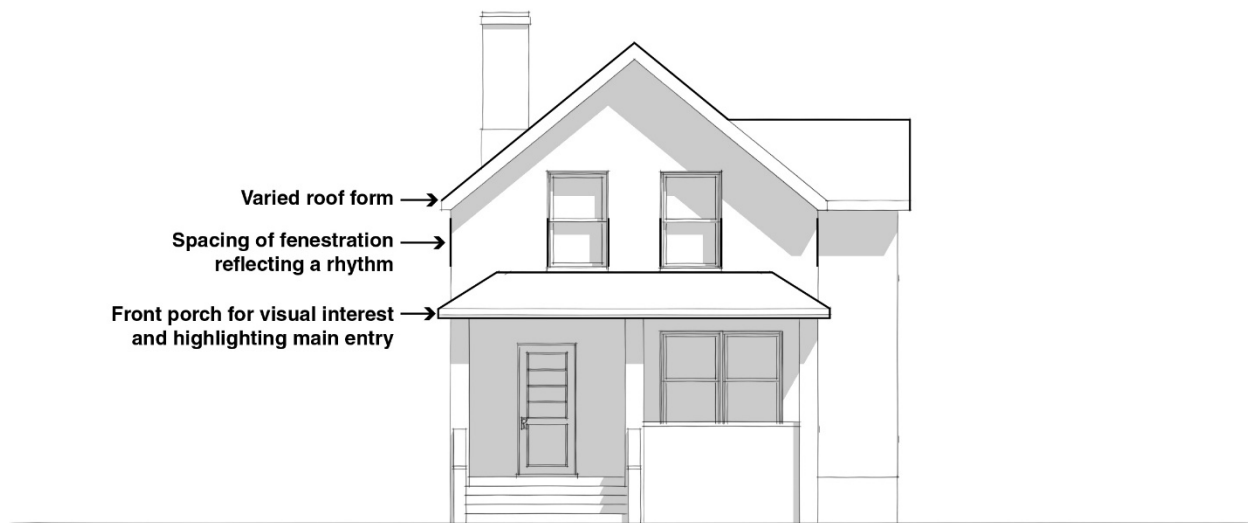 Varied roof form
Spacing of fenestration
reflecting a rhythm
Front porch for visual interest
and highlighting main entry